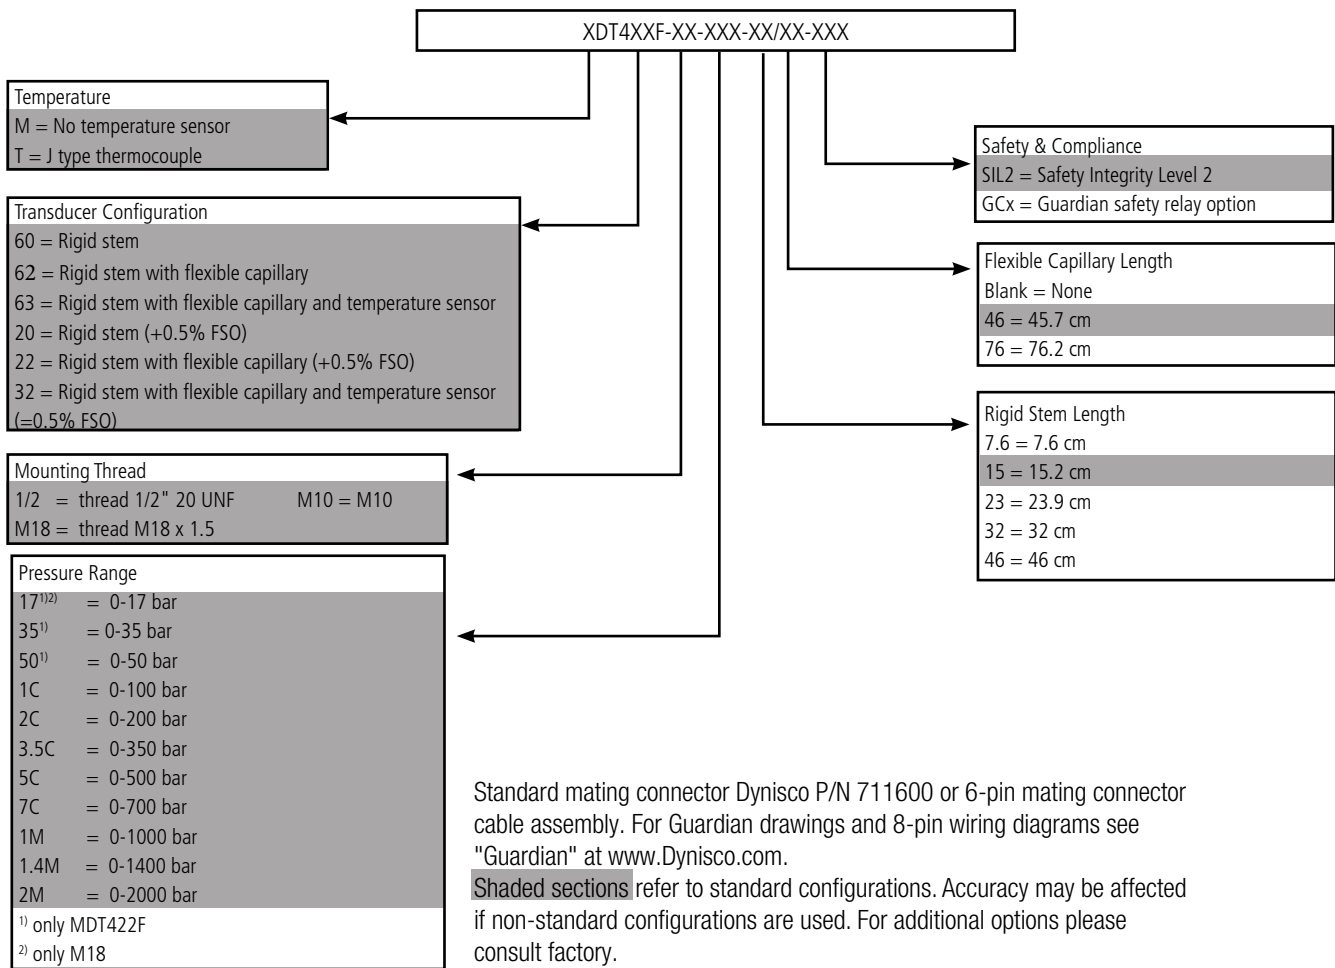 XDT4XXF-XX-XXX-XX/XX-XXX
Temperature
M = No temperature sensor
T = J type thermocouple
Transducer Configuration
60 = Rigid stem
62 = Rigid stem with flexible capillary
63 = Rigid stem with flexible capillary and temperature sensor
20 = Rigid stem (+0.5% FSO)
22 = Rigid stem with flexible capillary (+0.5% FSO)
32 = Rigid stem with flexible capillary and temperature sensor
(=0.5% FSO)
Mounting Thread
1/2 = thread 1/2" 20 UNF M10 = M10
M18 = thread M18 x 1.5
Pressure Range
17¹⁾²⁾ = 0-17 bar
35¹⁾ = 0-35 bar
50¹⁾ = 0-50 bar
1C = 0-100 bar
2C = 0-200 bar
3.5C = 0-350 bar
5C = 0-500 bar
7C = 0-700 bar
1M = 0-1000 bar
1.4M = 0-1400 bar
2M = 0-2000 bar
¹⁾ only MDT422F
²⁾ only M18
Safety & Compliance
SIL2 = Safety Integrity Level 2
GCx = Guardian safety relay option
Flexible Capillary Length
Blank = None
46 = 45.7 cm
76 = 76.2 cm
Rigid Stem Length
7.6 = 7.6 cm
15 = 15.2 cm
23 = 23.9 cm
32 = 32 cm
46 = 46 cm
Standard mating connector Dynisco P/N 711600 or 6-pin mating connector
cable assembly. For Guardian drawings and 8-pin wiring diagrams see
"Guardian" at www.Dynisco.com.
Shaded sections refer to standard configurations. Accuracy may be affected
if non-standard configurations are used. For additional options please
consult factory.